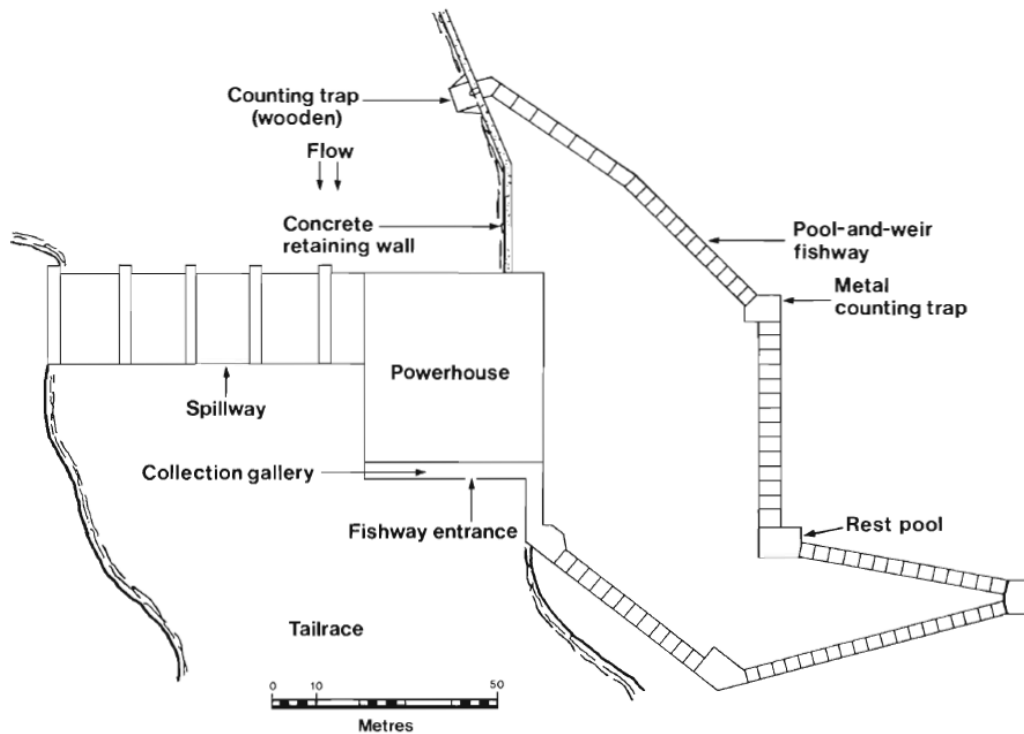 Counting trap
(wooden)
Flow
Concrete
retaining wall
Pool-and-weir
fishway
Metal
counting trap
Powerhouse
Spillway
Collection gallery
Fishway entrance
Rest pool
Tailrace
0 10 50
Metres